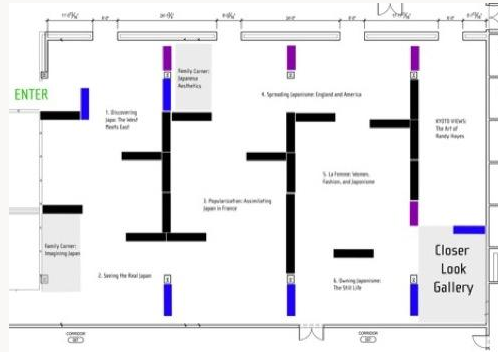 ENTER
Family Corner:
Japanese
Aesthetics
1. Discovering
Japan: The West
Meets East
4. Spreading Japonisme: England and America
KYOTO VIEWS:
The Art of
Randy Hayes
5. La Femme: Women,
Fashion, and Japonisme
3. Popularization: Assimilating
Japan in France
Family Corner:
Imagining Japan
2. Seeing the Real Japan
6. Owning Japonisme:
The Still Life
Closer
Look
Gallery
CORRIDOR
CORRIDOR